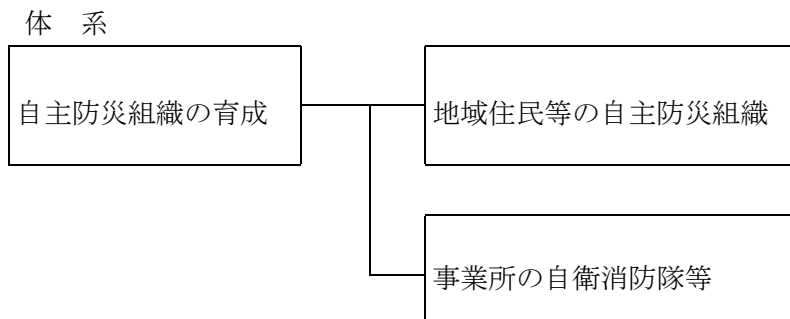 体　系
自主防災組織の育成
地域住民等の自主防災組織
事業所の自衛消防隊等